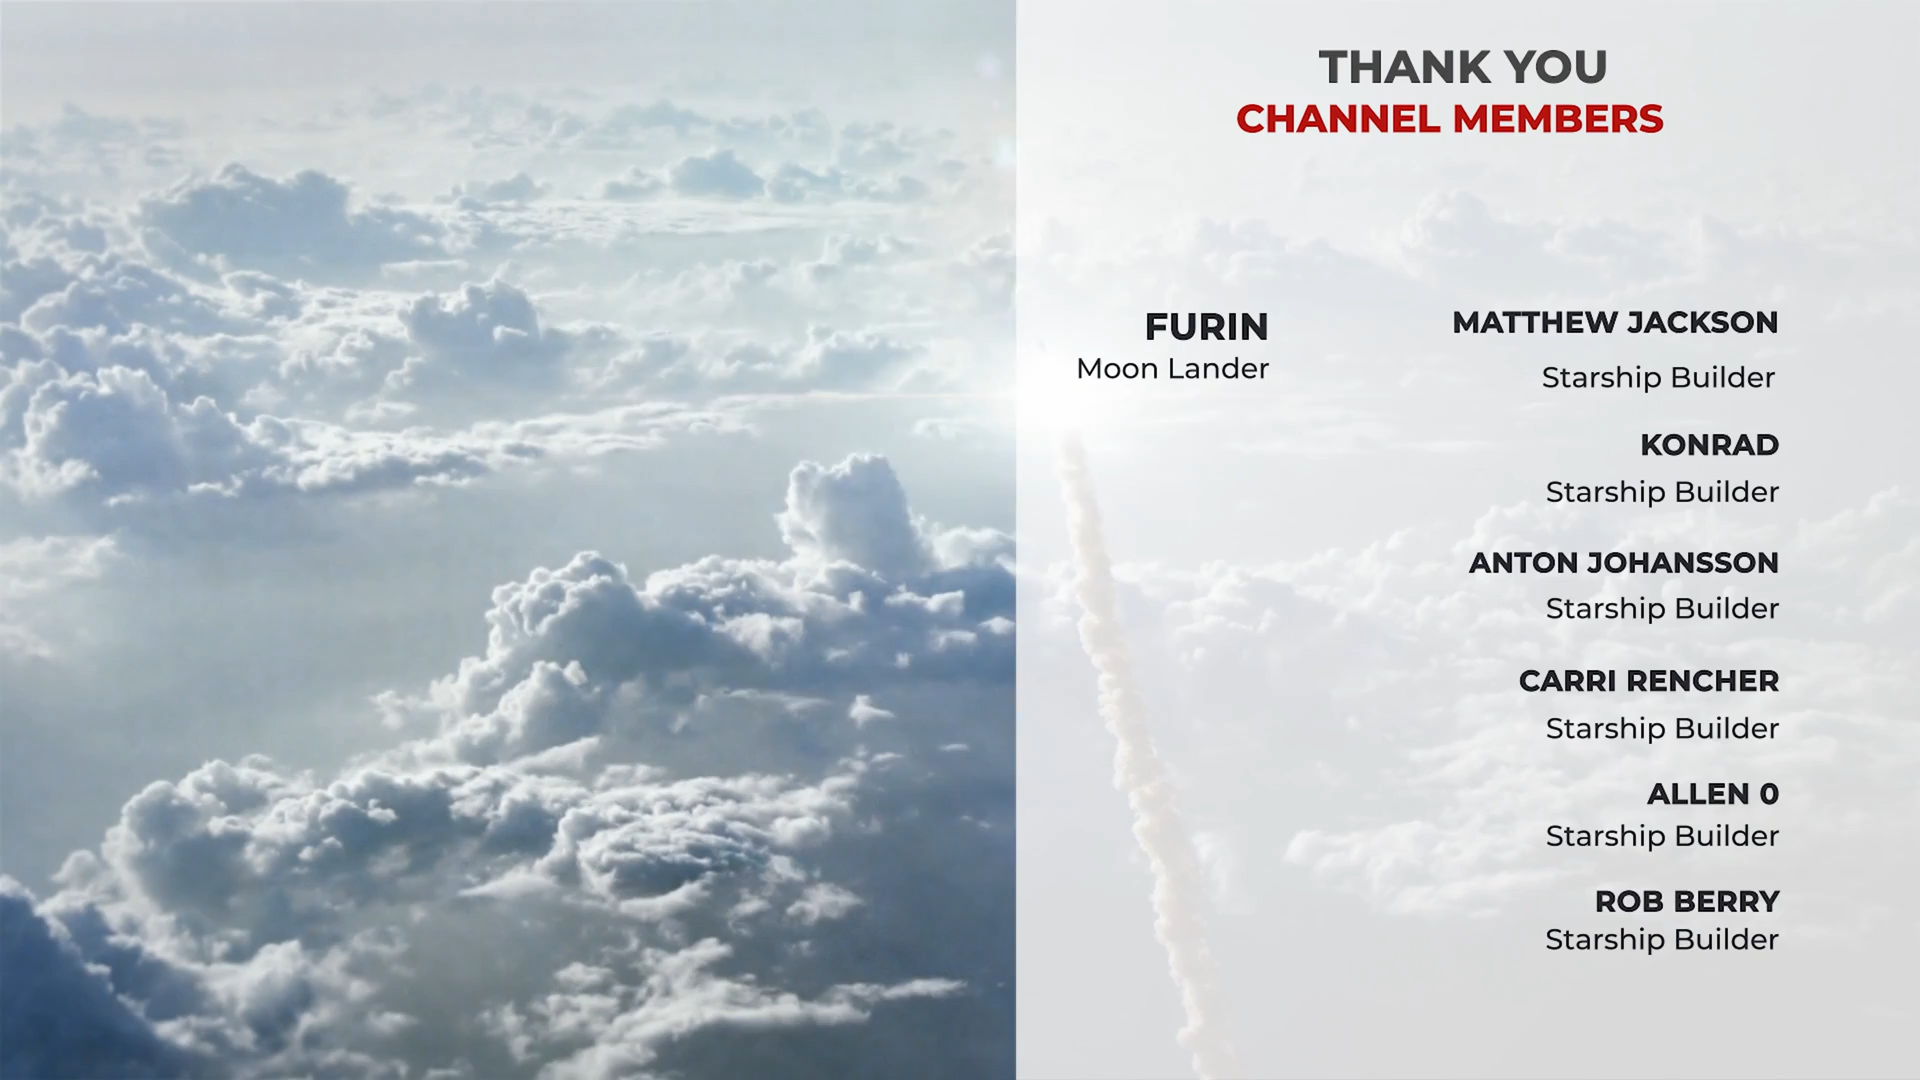 THANK YOU
CHANNEL MEMBERS
FURIN
Moon Lander
MATTHEW JACKSON
Starship Builder
KONRAD
Starship Builder
ANTON JOHANSSON
Starship Builder
CARRI RENCHER
Starship Builder
ALLEN 0
Starship Builder
ROB BERRY
Starship Builder